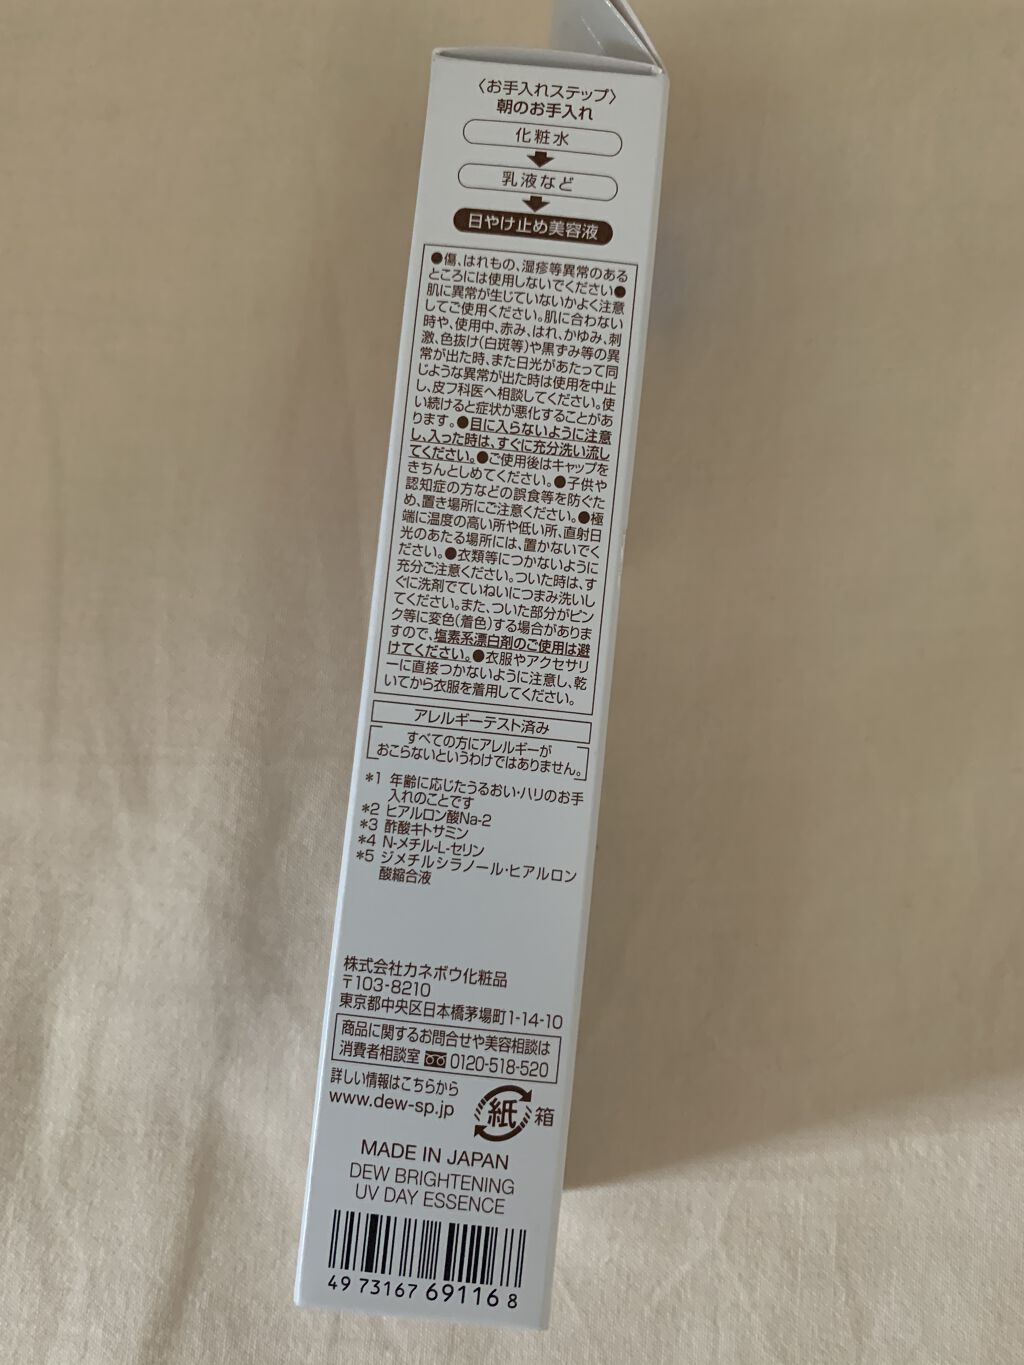 〈お手入れステップ〉
朝のお手入れ
化粧水
乳液など
日やけ止め美容液
●傷、はれもの、湿疹等異常のある
ところには使用しないでください●
肌に異常が生じていないかよく注意
してご使用ください。肌に合わない
時や、使用中、赤み、はれ、かゆみ、刺
激、色抜け(白斑等)や黒ずみ等の異
常が出た時、また日光があたって同
じような異常が出た時は使用を中止
し、皮フ科医へ相談してください。使
い続けると症状が悪化することがあ
ります。●目に入らないように注意
し、入った時は、すぐに充分洗い流し
てください。●ご使用後はキャップを
きちんとしめてください。●子供や
認知症の方などの誤食等を防ぐた
め、置き場所にご注意ください。●極
端に温度の高い所や低い所、直射日
光のあたる場所には、置かないでく
ださい。●衣類等につかないように
充分ご注意ください。ついた時は、す
ぐに洗剤でていねいにつまみ洗いし
てください。また、ついた部分がピン
ク等に変色(着色)する場合がありま
すので、塩素系漂白剤のご使用は避
けてください。●衣服やアクセサリ
ーに直接つかないように注意し、乾
いてから衣服を着用してください。
アレルギーテスト済み
すべての方にアレルギーが
おこらないというわけではありません。
*1 年齢に応じたうるおい・ハリのお手
入れのことです
*2 ヒアルロン酸Na-2
*3 酢酸キトサミン
*4 N-メチル-L-セリン
*5 ジメチルシラノール・ヒアルロン
酸縮合液
株式会社カネボウ化粧品
〒103-8210
東京都中央区日本橋茅場町1-14-10
商品に関するお問合せや美容相談は
消費者相談室 0120-518-520
詳しい情報はこちらから
www.dew-sp.jp
紙 箱
MADE IN JAPAN
DEW BRIGHTENING
UV DAY ESSENCE
49 73167 69116 8